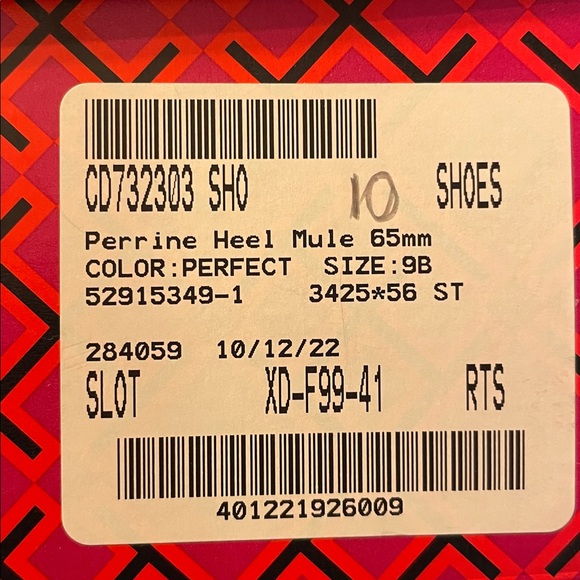 CD732303 SHO 10 SHOES
Perrine Heel Mule 65mm
COLOR:PERFECT SIZE:9B
52915349-1 3425*56 ST
284059 10/12/22
SLOT XD-F99-41 RTS
401221926009